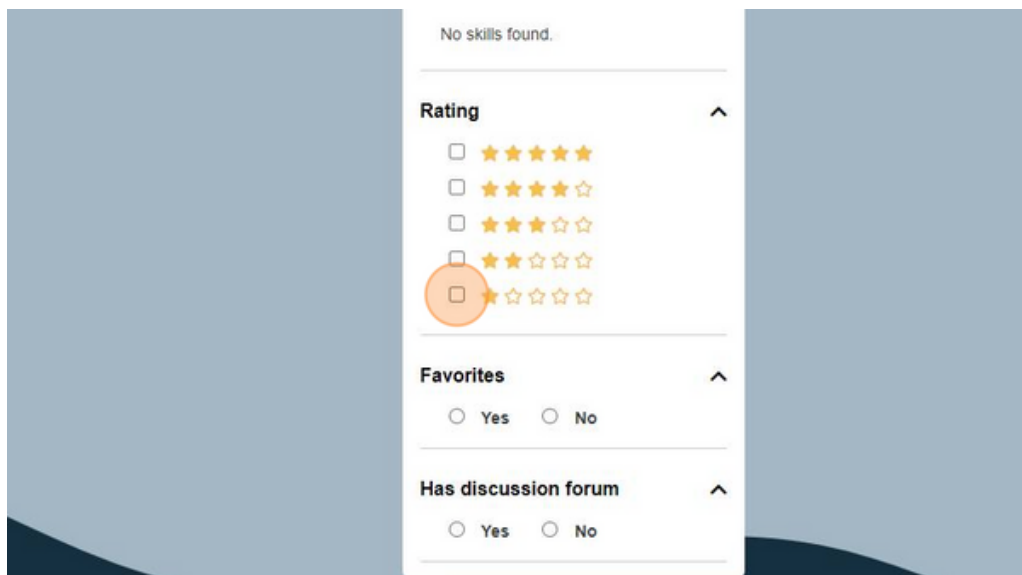 No skills found.
Rating
Favorites
Yes No
Has discussion forum
Yes No